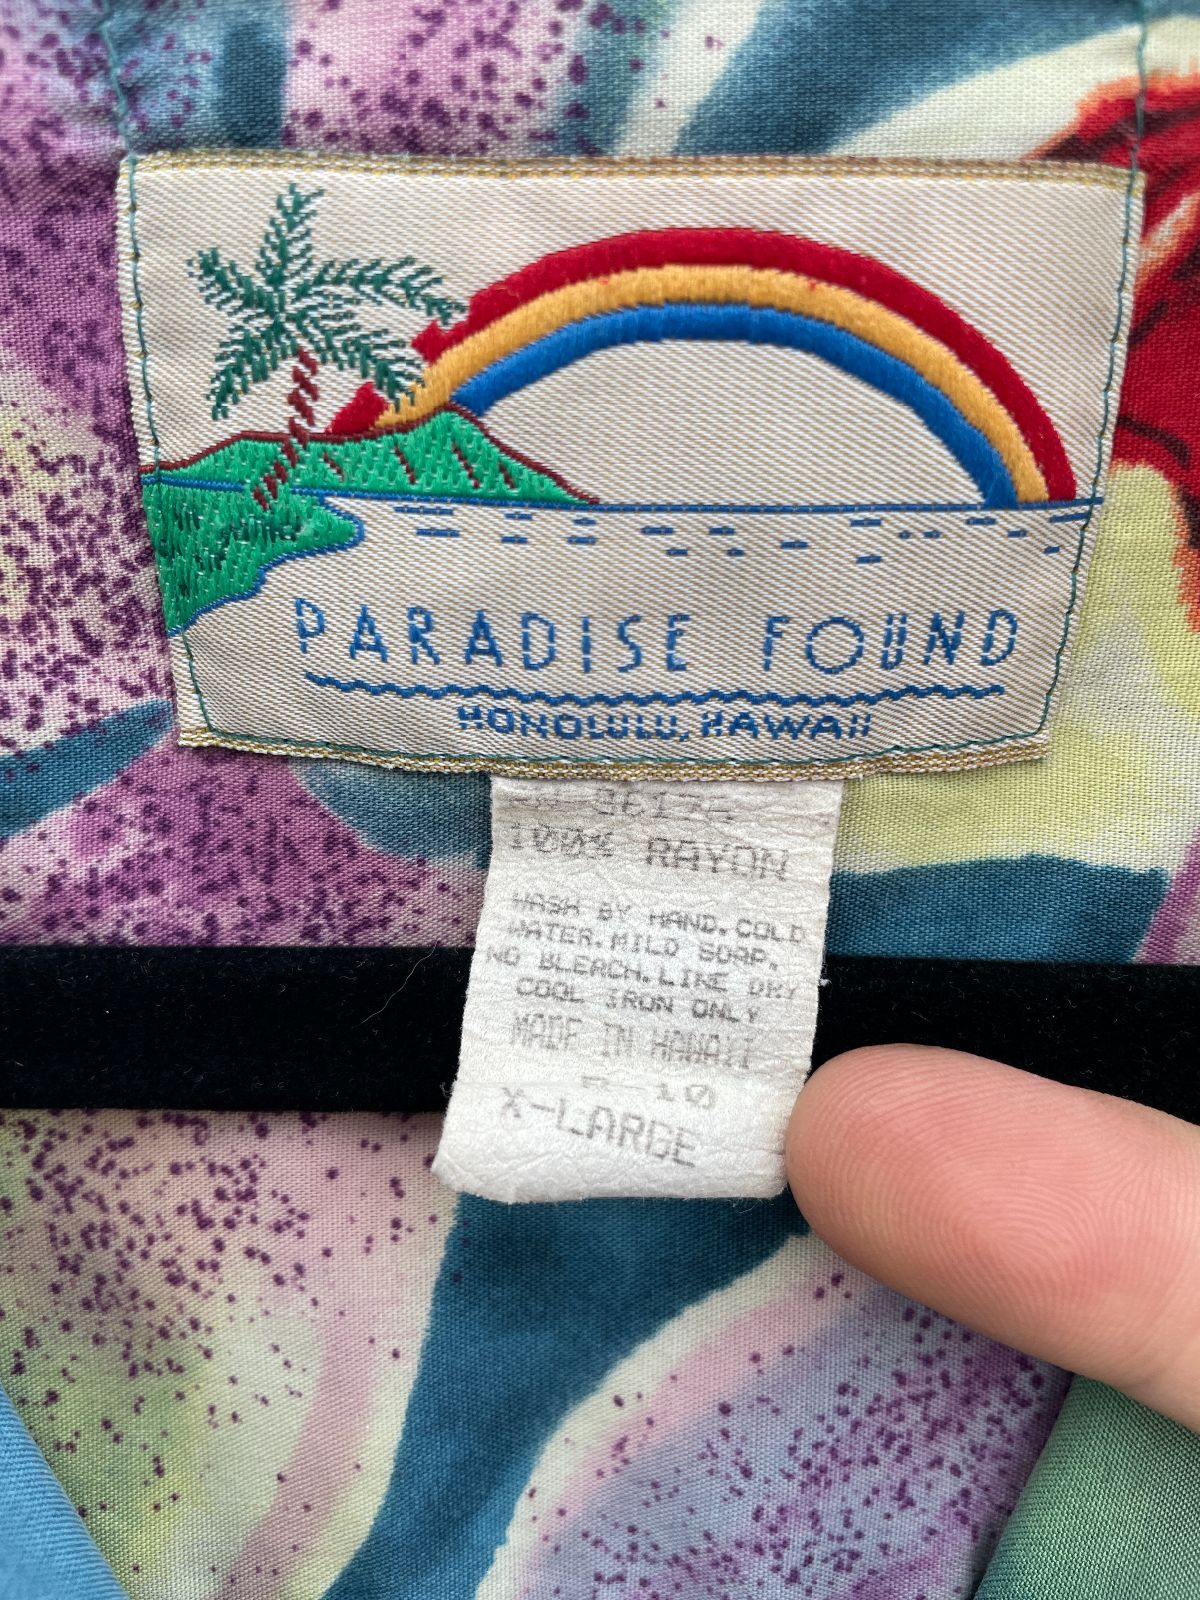 PARADISE FOUND
HONOLULU, HAWAII
100% RAYON
WASH BY HAND.COLD
WATER.MILD SOAP.
NO BLEACH.LINE DRY
COOL IRON ONLY
MADE IN HAWAII
X-LARGE